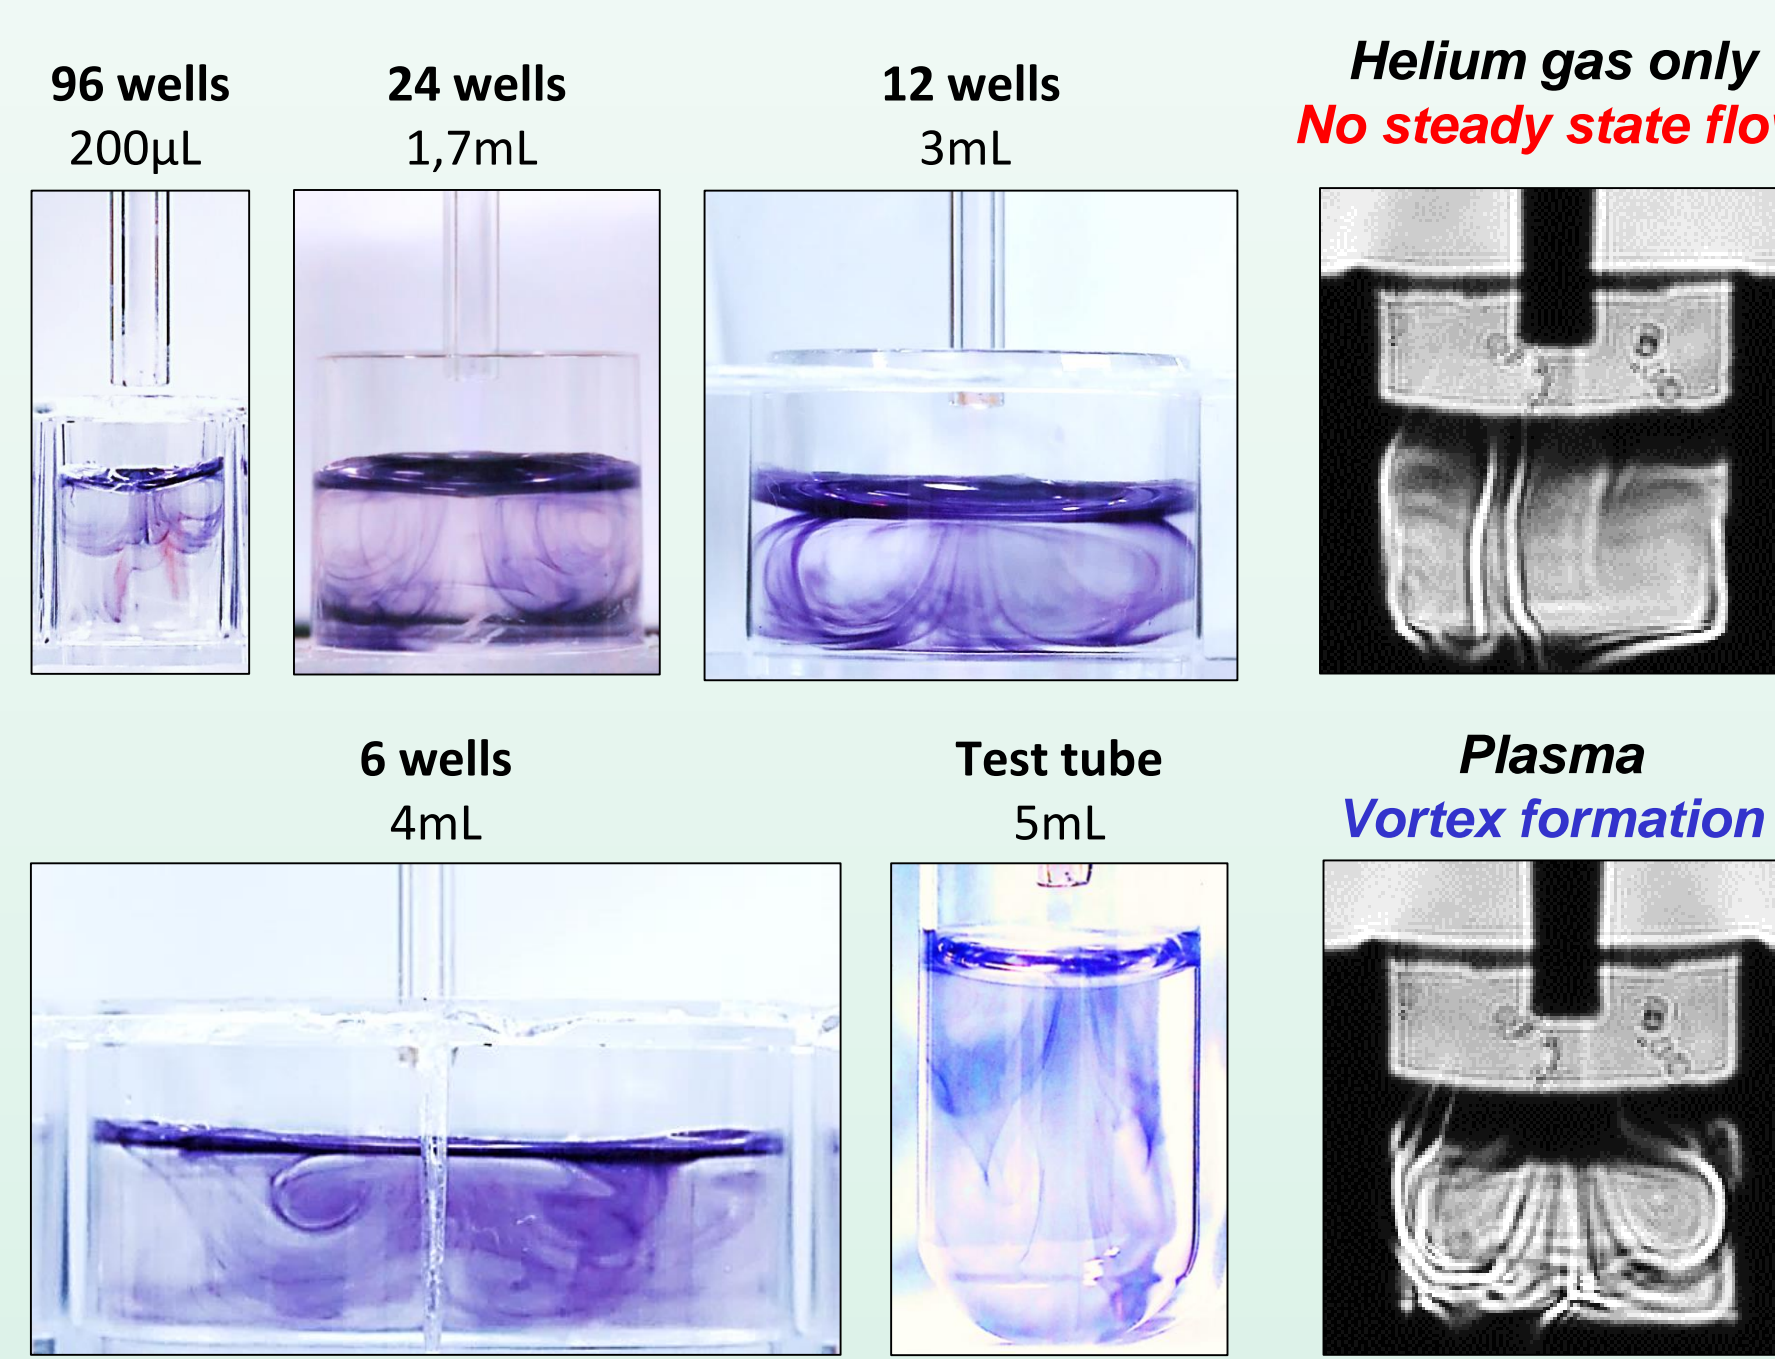 96 wells
200µL
24 wells
1,7mL
12 wells
3mL
Helium gas only
No steady state
6 wells
4mL
Test tube
5mL
Plasma
Vortex formation